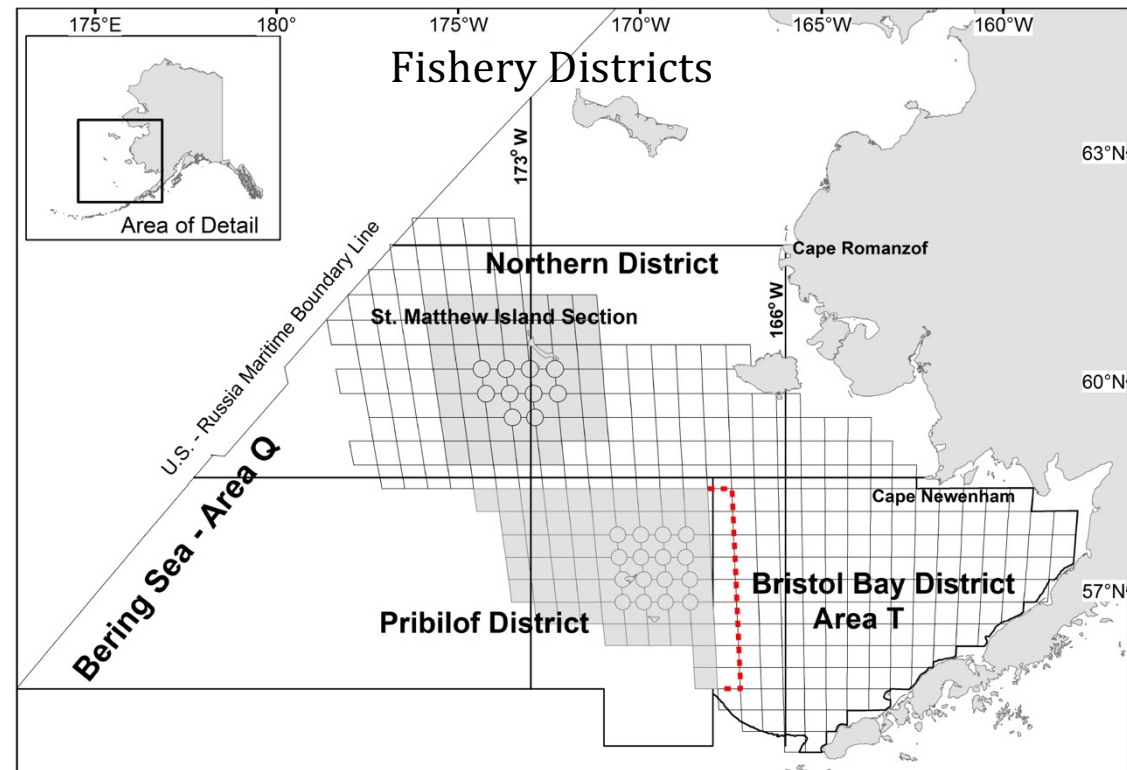 175°E
180°
175°W
170°W
165°W
160°W
Fishery Districts
Area of Detail
173° W
63°N
Cape Romanzof
Northern District
U.S. - Russia Maritime Boundary Line
St. Matthew Island Section
166° W
60°N
Bering Sea - Area Q
Cape Newenham
Bristol Bay District
Area T
57°N
Pribilof District